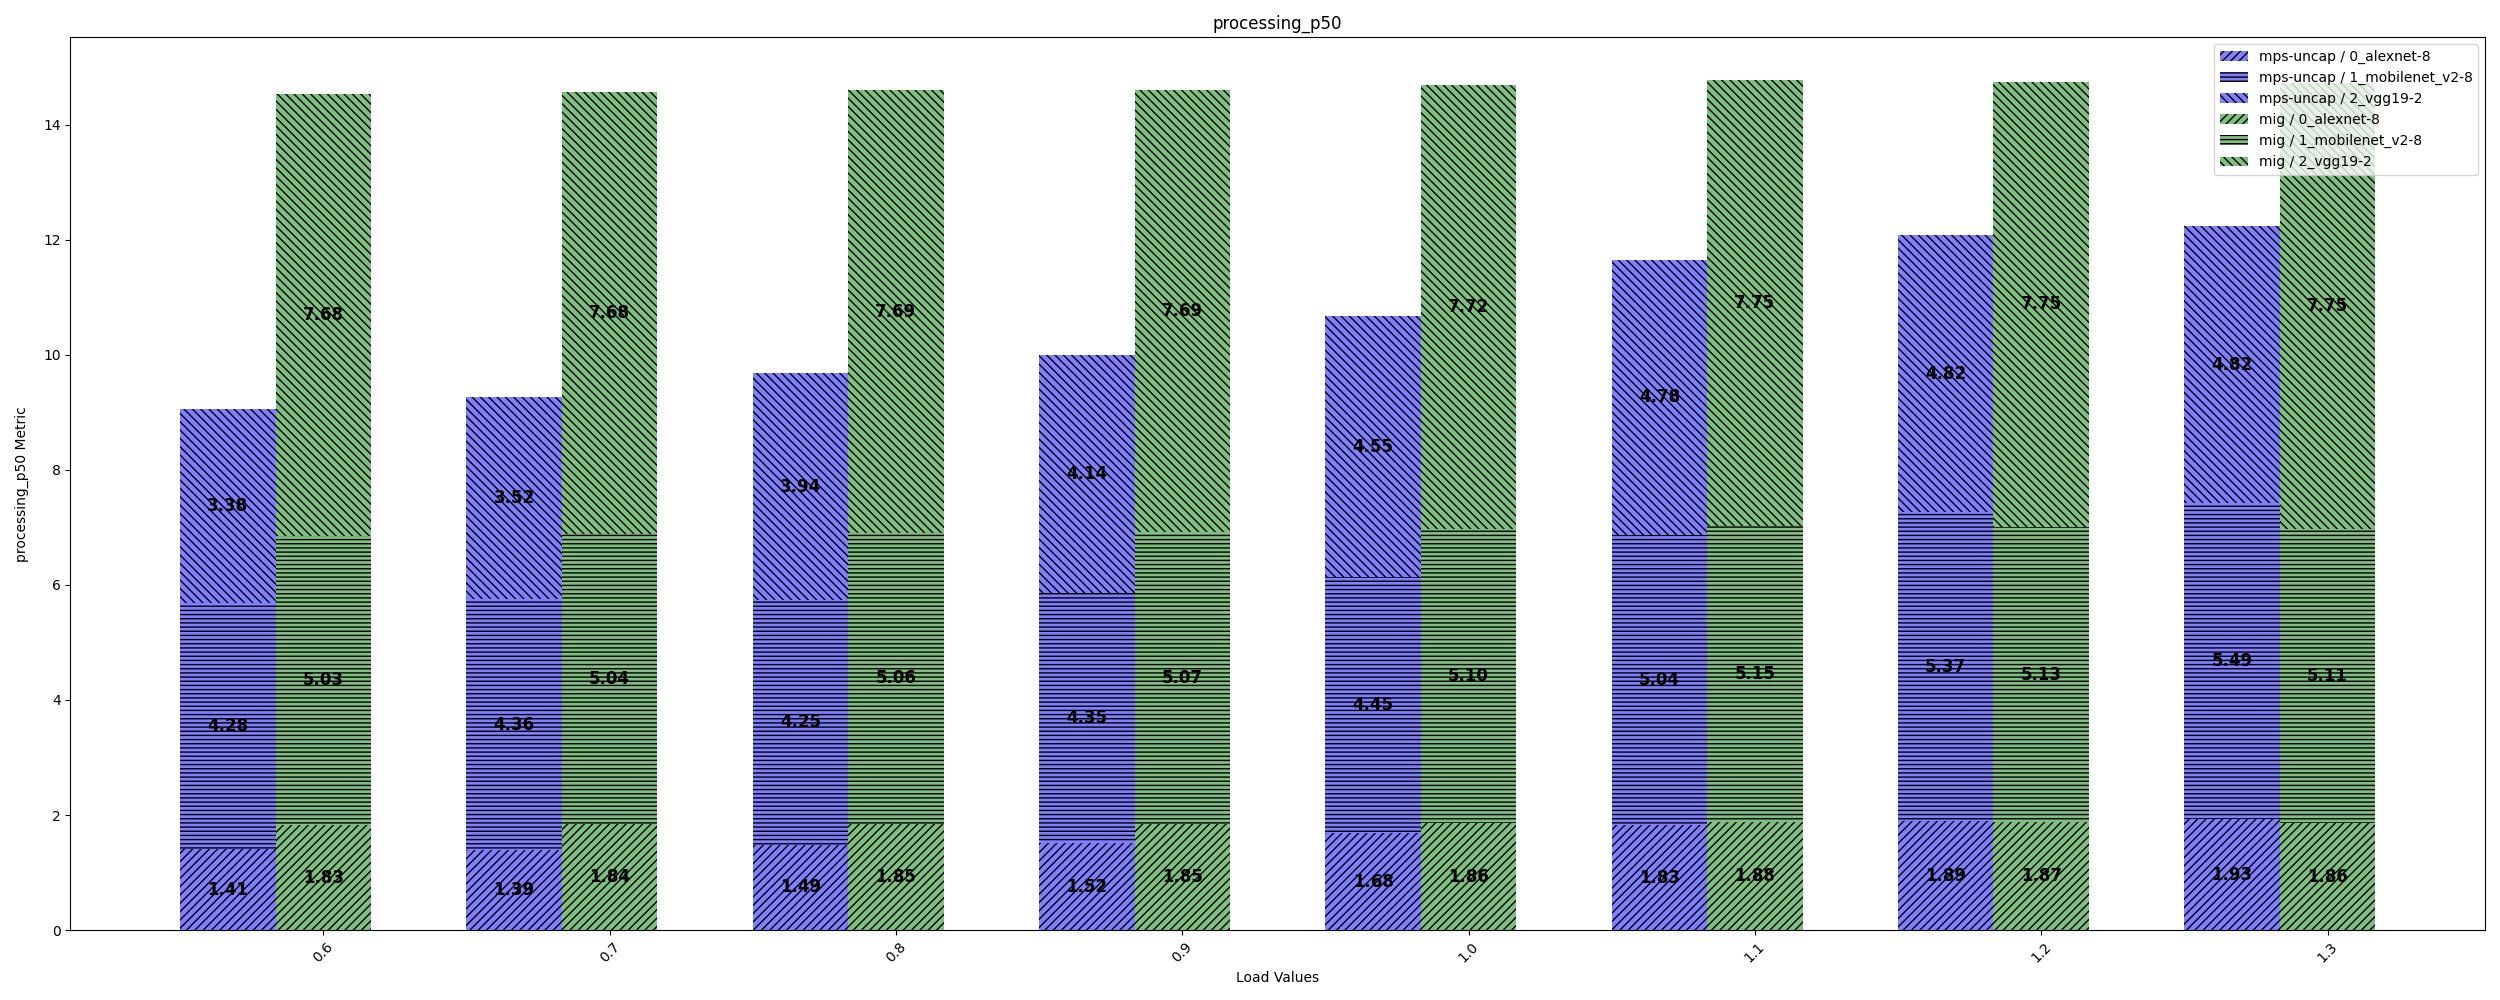 processing_p50
mps-uncap / 0_alexnet-8
mps-uncap / 1_mobilenet_v2-8
mps-uncap / 2_vgg19-2
mig / 0_alexnet-8
mig / 1_mobilenet_v2-8
mig / 2_vgg19-2
processing_p50 Metric
14
12
10
8
6
4
2
0
7.68 7.68 7.69 7.69 7.72 7.75 7.75 7.75
3.38 3.52 3.94 4.14 4.55 4.78 4.82 4.82
5.03 5.04 5.06 5.07 5.10 5.15 5.13 5.11
4.28 4.36 4.25 4.35 4.45 5.04 5.37 5.49
1.83 1.84 1.85 1.85 1.86 1.88 1.87 1.86
1.41 1.39 1.49 1.52 1.68 1.83 1.89 1.93
0.6 0.7 0.8 0.9 1.0 1.1 1.2 1.3
Load Values